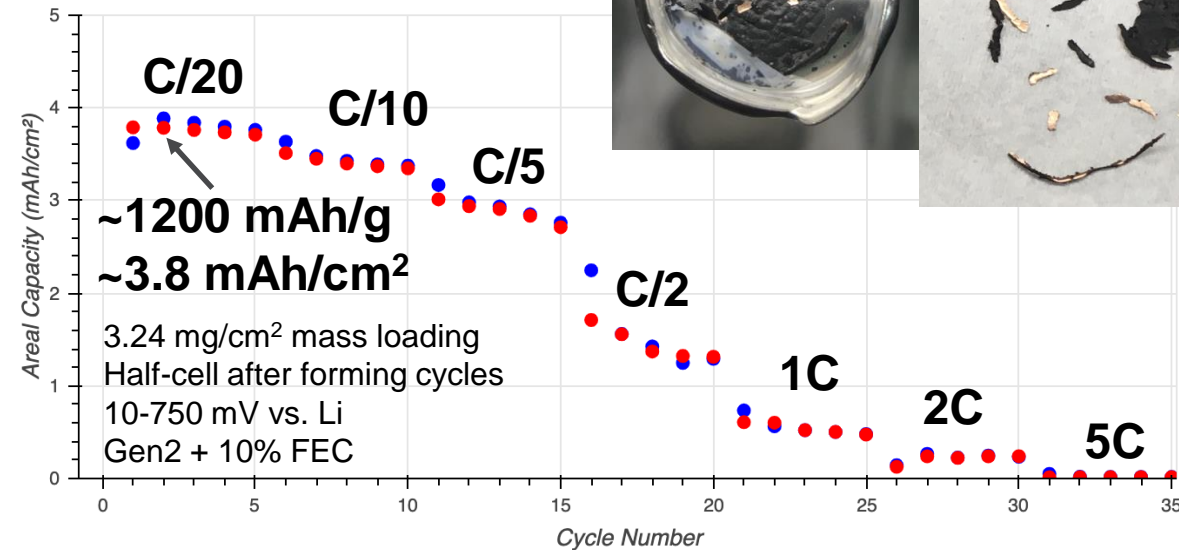 5
4
3
2
1
0
Areal Capacity (mAh/cm²)
C/20
C/10
C/5
~1200 mAh/g
~3.8 mAh/cm²
C/2
3.24 mg/cm² mass loading
Half-cell after forming cycles
10-750 mV vs. Li
Gen2 + 10% FEC
1C
2C
5C
0
5
10
15
20
25
30
35
Cycle Number